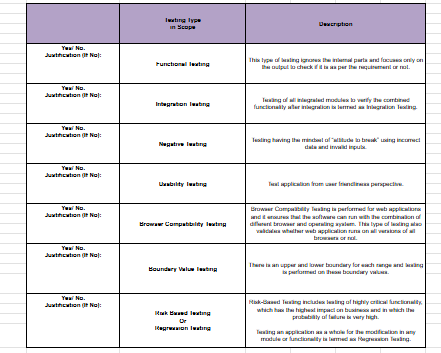 Testing Type
in Scope
Description
Yes/ No.
Justification (If No):
Functional Testing
This type of testing ignores the internal parts and focuses only on
the output to check if it is as per the requirement or not.
Yes/ No.
Justification (If No):
Integration Testing
Testing of all integrated modules to verify the combined
functionality after integration is termed as Integration Testing.
Yes/ No.
Justification (If No):
Negative Testing
Testing having the mindset of "attitude to break" using incorrect
data and invalid inputs.
Yes/ No.
Justification (If No):
Usability Testing
Test application from user friendliness perspective.
Yes/ No.
Justification (If No):
Browser Compatibility Testing
Browser Compatibility Testing is performed for web applications
and it ensures that the software can run with the combination of
different browser and operating system. This type of testing also
validates whether web application runs on all versions of all
browsers or not.
Yes/ No.
Justification (If No):
Boundary Value Testing
There is an upper and lower boundary for each range and testing
is performed on these boundary values.
Yes/ No.
Justification (If No):
Risk Based Testing
Or
Regression Testing
Risk-Based Testing includes testing of highly critical functionality,
which has the highest impact on business and in which the
probability of failure is very high.
Testing an application as a whole for the modification in any
module or functionality is termed as Regression Testing.